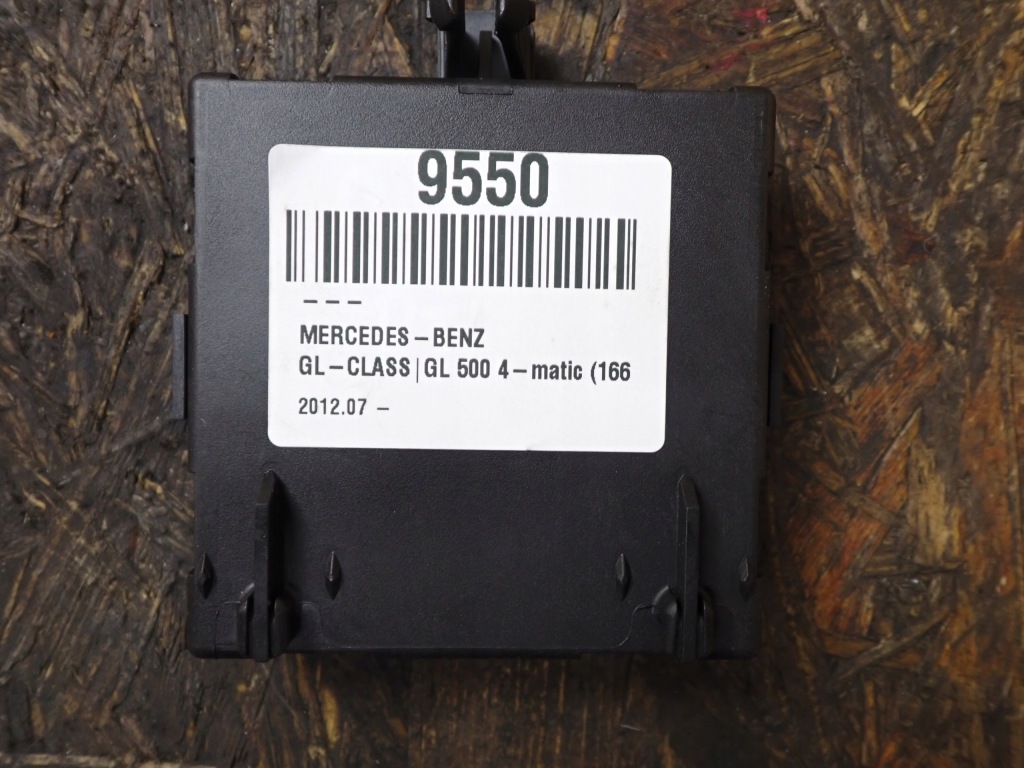 9550
– – –
MERCEDES–BENZ
GL–CLASS|GL 500 4–matic (166
2012.07 –